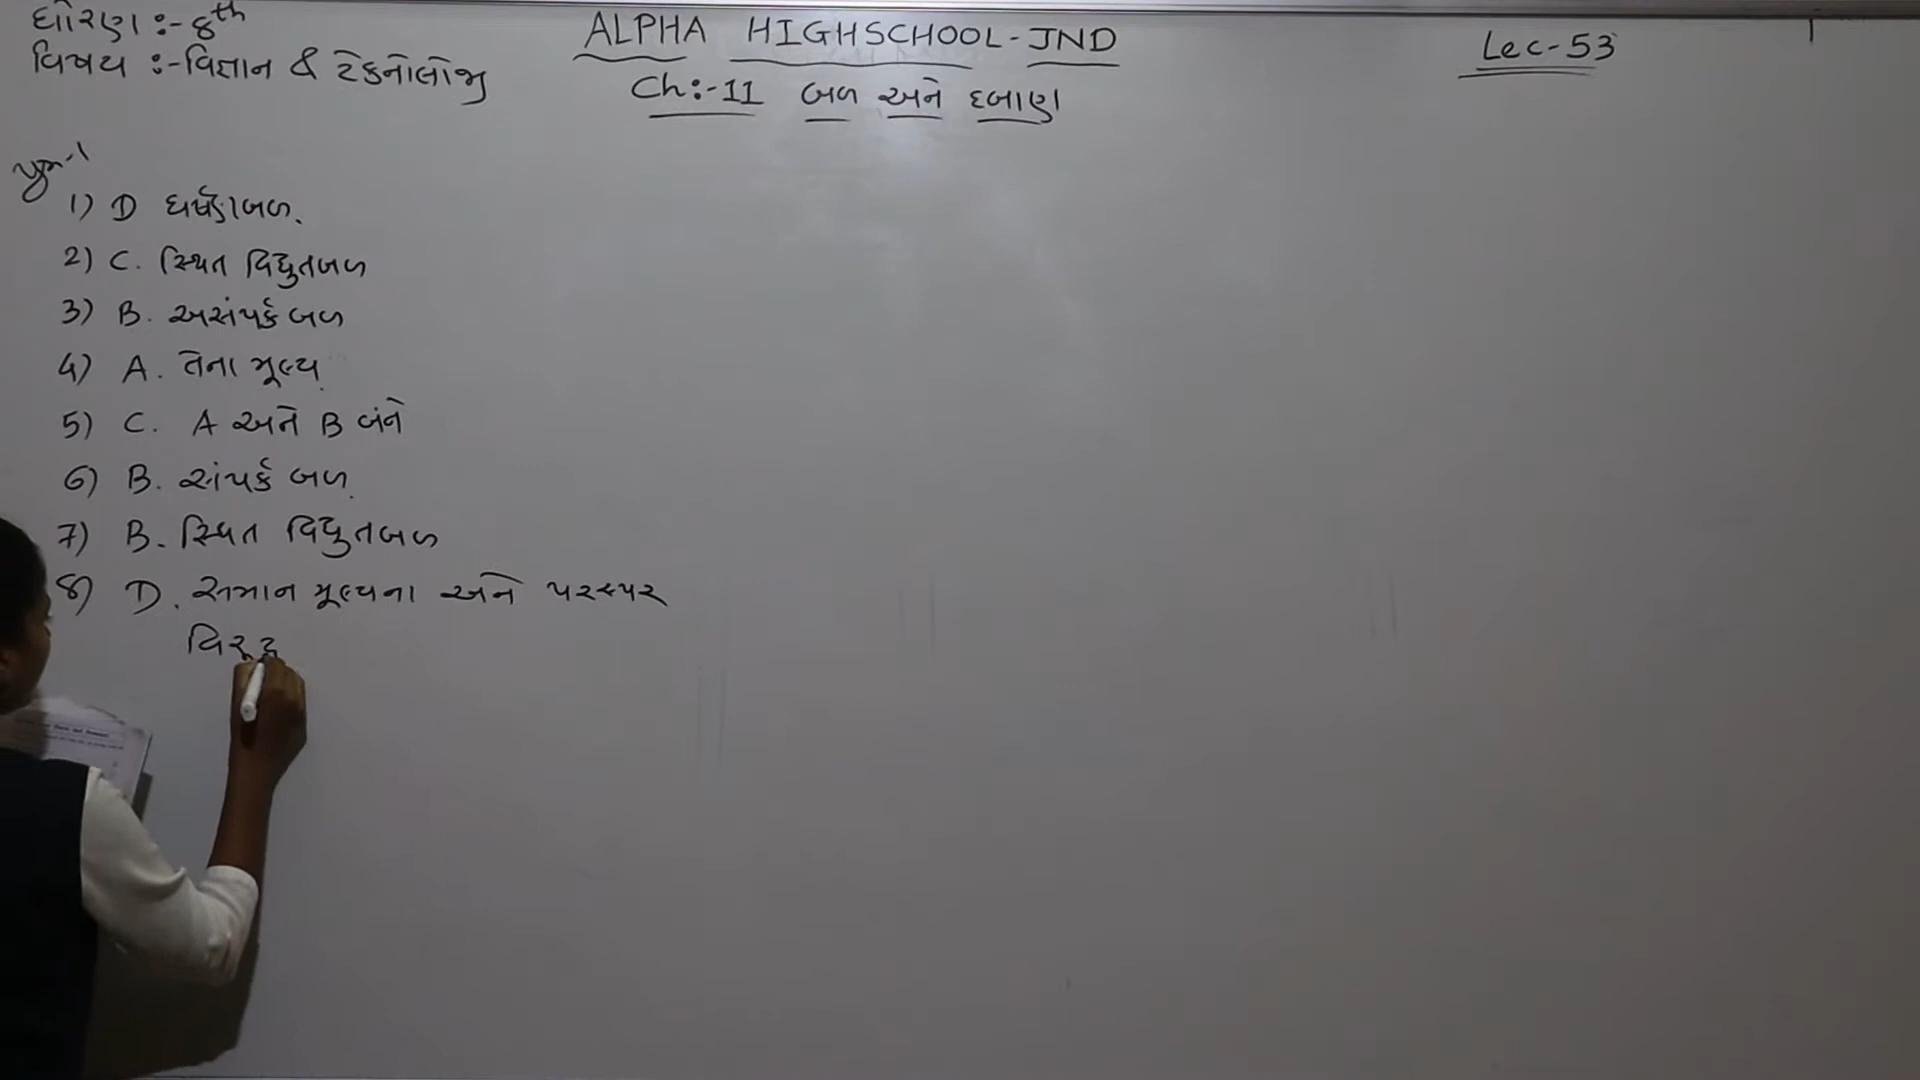 ધોરણ :- 8th
વિષય :- વિજ્ઞાન & ટેકનોલોજી
ALPHA HIGHSCHOOL-JND
Ch:-11 બળ અને દબાણ
Lec-53
1) D ઘર્ષણબળ.
2) C. સ્થિત વિદ્યુતબળ
3) B. અસંપર્ક બળ
4) A. તેના મૂલ્ય
5) C. A અને B બંને
6) B. સંપર્ક બળ.
7) B. સ્થિત વિદ્યુતબળ
8) D. સમાન મૂલ્યના અને પરસ્પર
વિરુદ્ધ